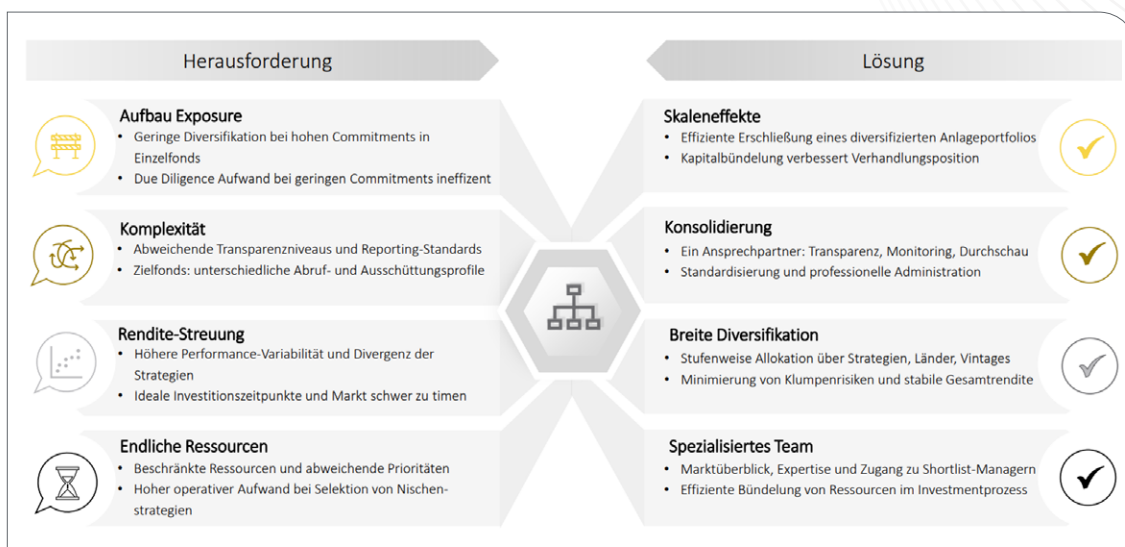 Herausforderung
Aufbau Exposure
• Geringe Diversifikation bei hohen Commitments in
Einzelfonds
• Due Diligence Aufwand bei geringen Commitments ineffizent
Komplexität
• Abweichende Transparenzniveaus und Reporting-Standards
• Zielfonds: unterschiedliche Abruf- und Ausschüttungsprofile
Rendite-Streuung
• Höhere Performance-Variabilität und Divergenz der
Strategien
• Ideale Investitionszeitpunkte und Markt schwer zu timen
Endliche Ressourcen
• Beschränkte Ressourcen und abweichende Prioritäten
• Hoher operativer Aufwand bei Selektion von Nischen-
strategien
Lösung
Skaleneffekte
• Effiziente Erschließung eines diversifizierten Anlageportfolios
• Kapitalbündelung verbessert Verhandlungsposition
Konsolidierung
• Ein Ansprechpartner: Transparenz, Monitoring, Durchschau
• Standardisierung und professionelle Administration
Breite Diversifikation
• Stufenweise Allokation über Strategien, Länder, Vintages
• Minimierung von Klumpenrisiken und stabile Gesamtrendite
Spezialisiertes Team
• Marktüberblick, Expertise und Zugang zu Shortlist-Managern
• Effiziente Bündelung von Ressourcen im Investmentprozess